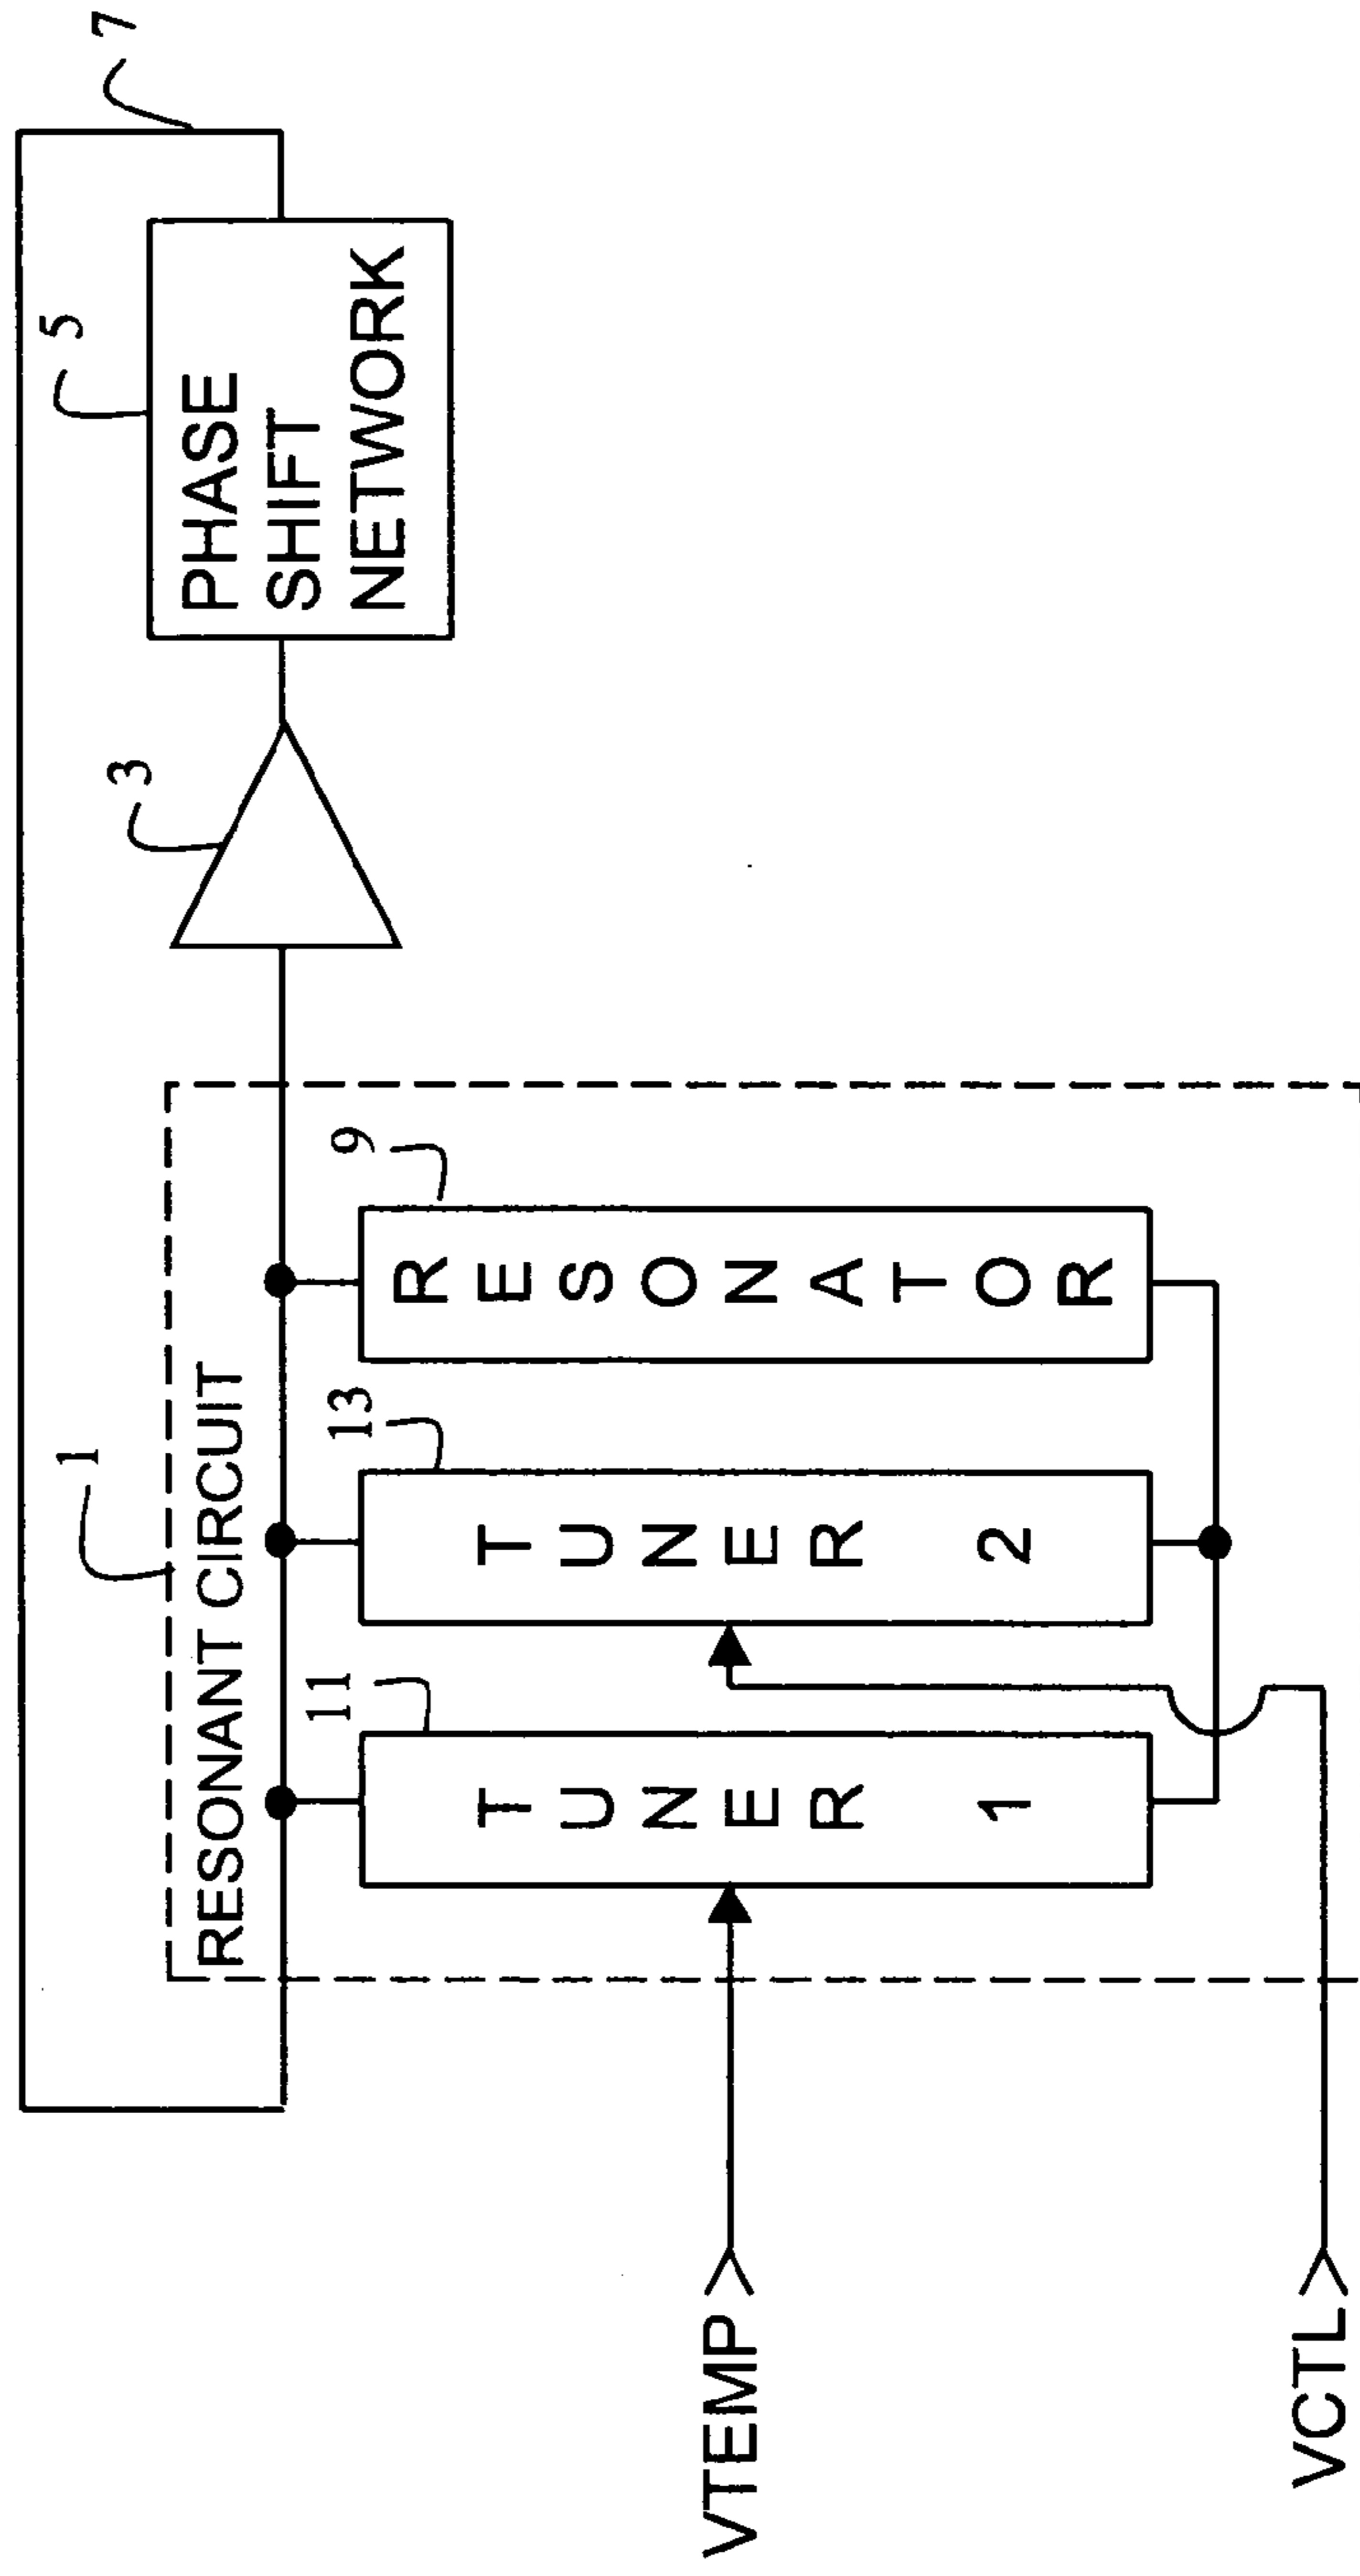 7
5
PHASE
SHIFT
NETWORK
3
1
RESONANT CIRCUIT
11
13
9
TUNER 1
TUNER 2
RESONATOR
VTEMP
VCTL